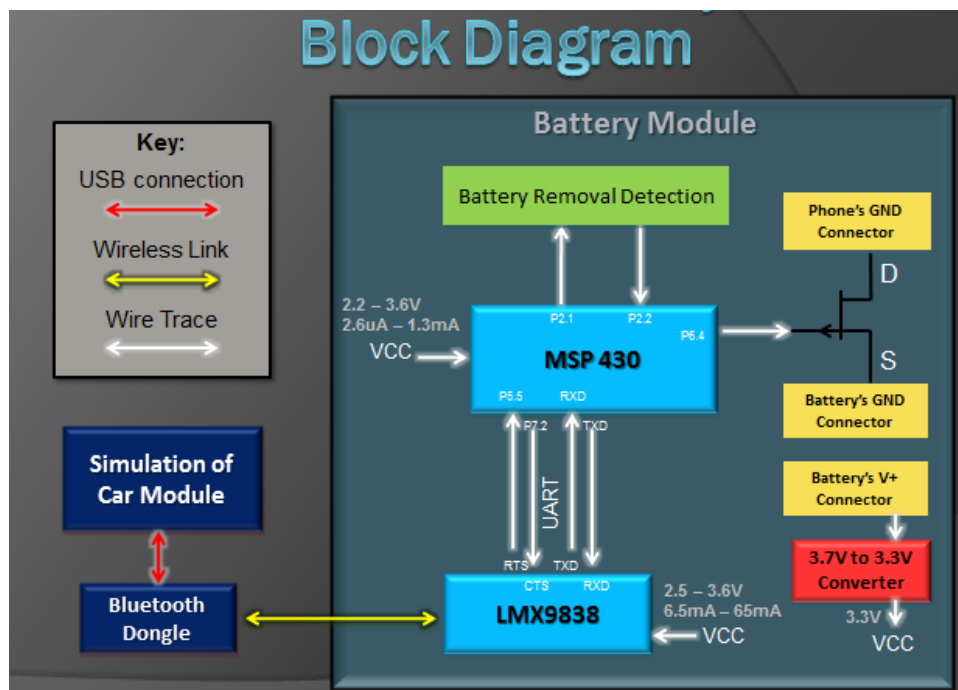 Block Diagram
Key:
USB connection
Wireless Link
Wire Trace
Battery Module
Battery Removal Detection
Phone's GND
Connector
D
2.2 – 3.6V
2.6uA – 1.3mA
VCC
P2.1
P2.2
P6.4
MSP 430
S
P5.5
RXD
P7.2
TXD
Battery's GND
Connector
Simulation of
Car Module
UART
Battery's V+
Connector
3.7V to 3.3V
Converter
RTS
TXD
CTS
RXD
LMX9838
2.5 – 3.6V
6.5mA – 65mA
VCC
3.3V
VCC
Bluetooth
Dongle